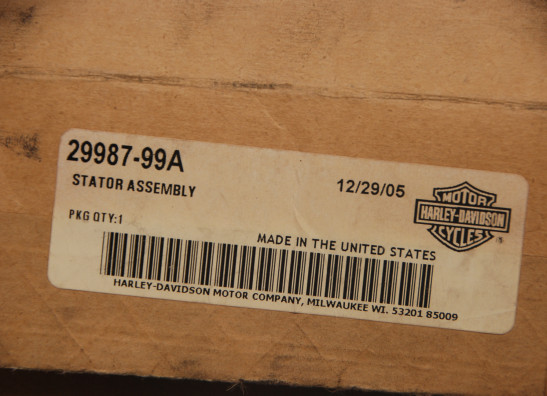 29987-99A
STATOR ASSEMBLY
12/29/05
PKG QTY:1
MOTOR
HARLEY-DAVIDSON
CYCLES
®
MADE IN THE UNITED STATES
HARLEY-DAVIDSON MOTOR COMPANY, MILWAUKEE WI. 53201 85009